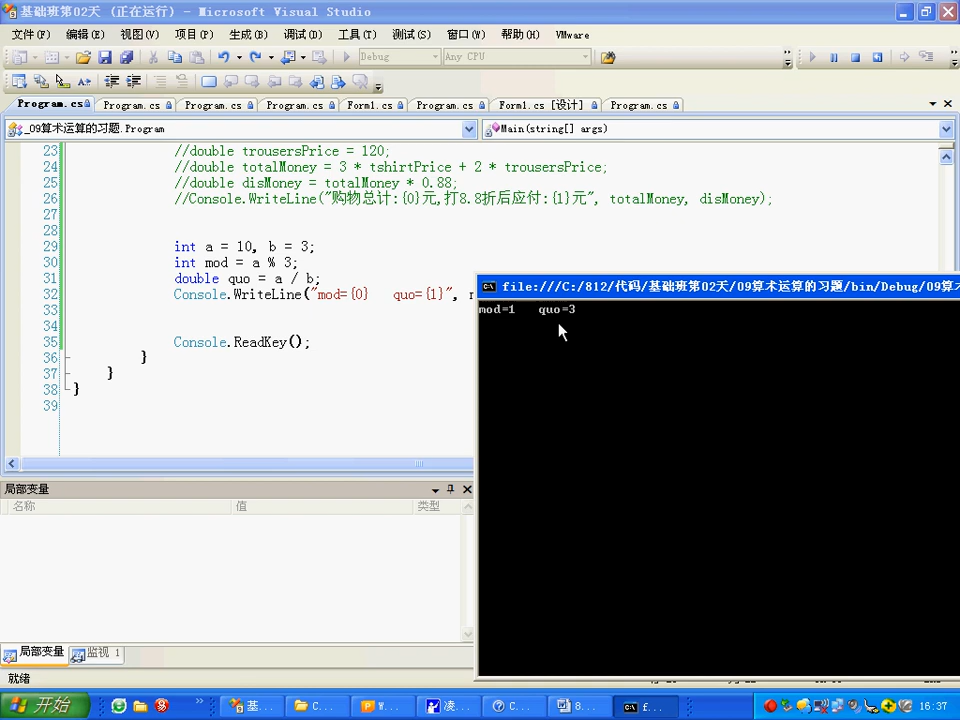 基础班第02天 (正在运行) - Microsoft Visual Studio
文件(F) 编辑(E) 视图(V) 项目(P) 生成(B) 调试(D) 工具(T) 测试(S) 窗口(W) 帮助(H) VMware
Debug Any CPU
Program.cs Program.cs Program.cs Program.cs Form1.cs Program.cs Form1.cs [设计] Program.cs
_09算术运算的习题.Program Main(string[] args)
23 //double trousersPrice = 120;
24 //double totalMoney = 3 * tshirtPrice + 2 * trousersPrice;
25 //double disMoney = totalMoney * 0.88;
26 //Console.WriteLine("购物总计:{0}元,打8.8折后应付:{1}元", totalMoney, disMoney);
27
28
29 int a = 10, b = 3;
30 int mod = a % 3;
31 double quo = a / b;
32 Console.WriteLine("mod={0}   quo={1}",
33
34
35 Console.ReadKey();
36 }
37 }
38 }
39
file:///C:/812/代码/基础班第02天/09算术运算的习题/bin/Debug/09算
mod=1   quo=3
局部变量
名称 值 类型
局部变量 监视 1
就绪
开始 基... C... W... 凌... C... 8... f... 16:37